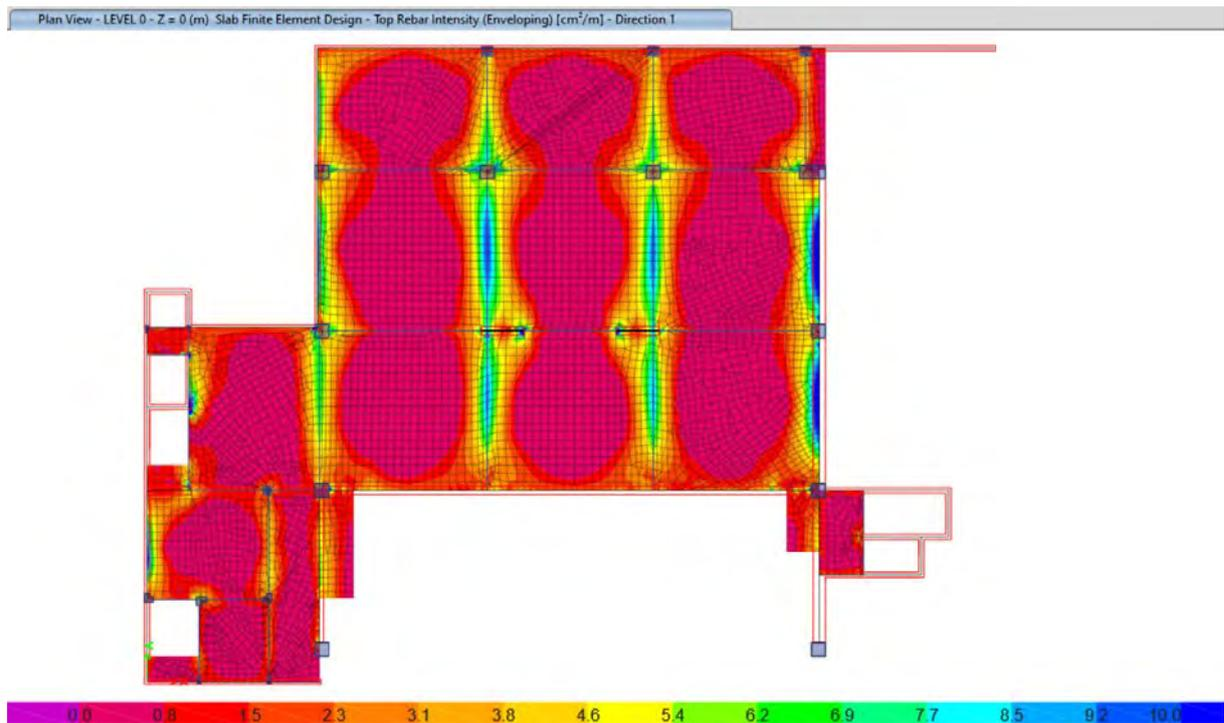 Plan View - LEVEL 0 - Z = 0 (m) Slab Finite Element Design - Top Rebar Intensity (Enveloping) [cm²/m] - Direction 1
0.0 0.8 1.5 2.3 3.1 3.8 4.6 5.4 6.2 6.9 7.7 8.5 9.2 10.0